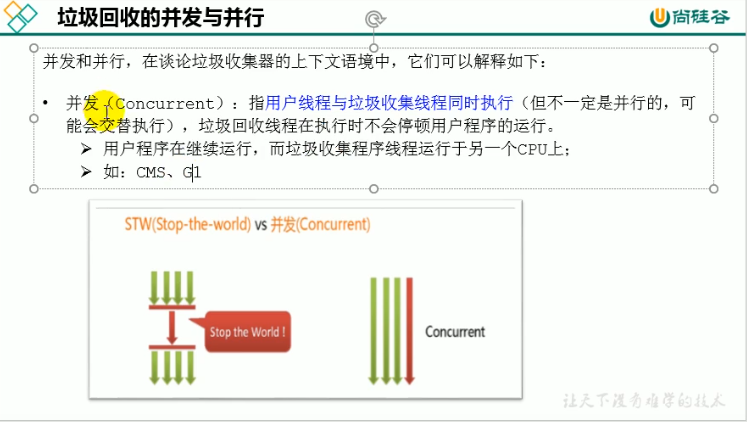 垃圾回收的并发与并行
尚硅谷
并发和并行，在谈论垃圾收集器的上下文语境中，它们可以解释如下：
• 并发（Concurrent）：指用户线程与垃圾收集线程同时执行（但不一定是并行的，可
能会交替执行），垃圾回收线程在执行时不会停顿用户程序的运行。
➢ 用户程序在继续运行，而垃圾收集程序线程运行于另一个CPU上；
➢ 如：CMS、G1
STW(Stop-the-world) vs 并发(Concurrent)
Stop the World !
Concurrent
让天下没有难学的技术